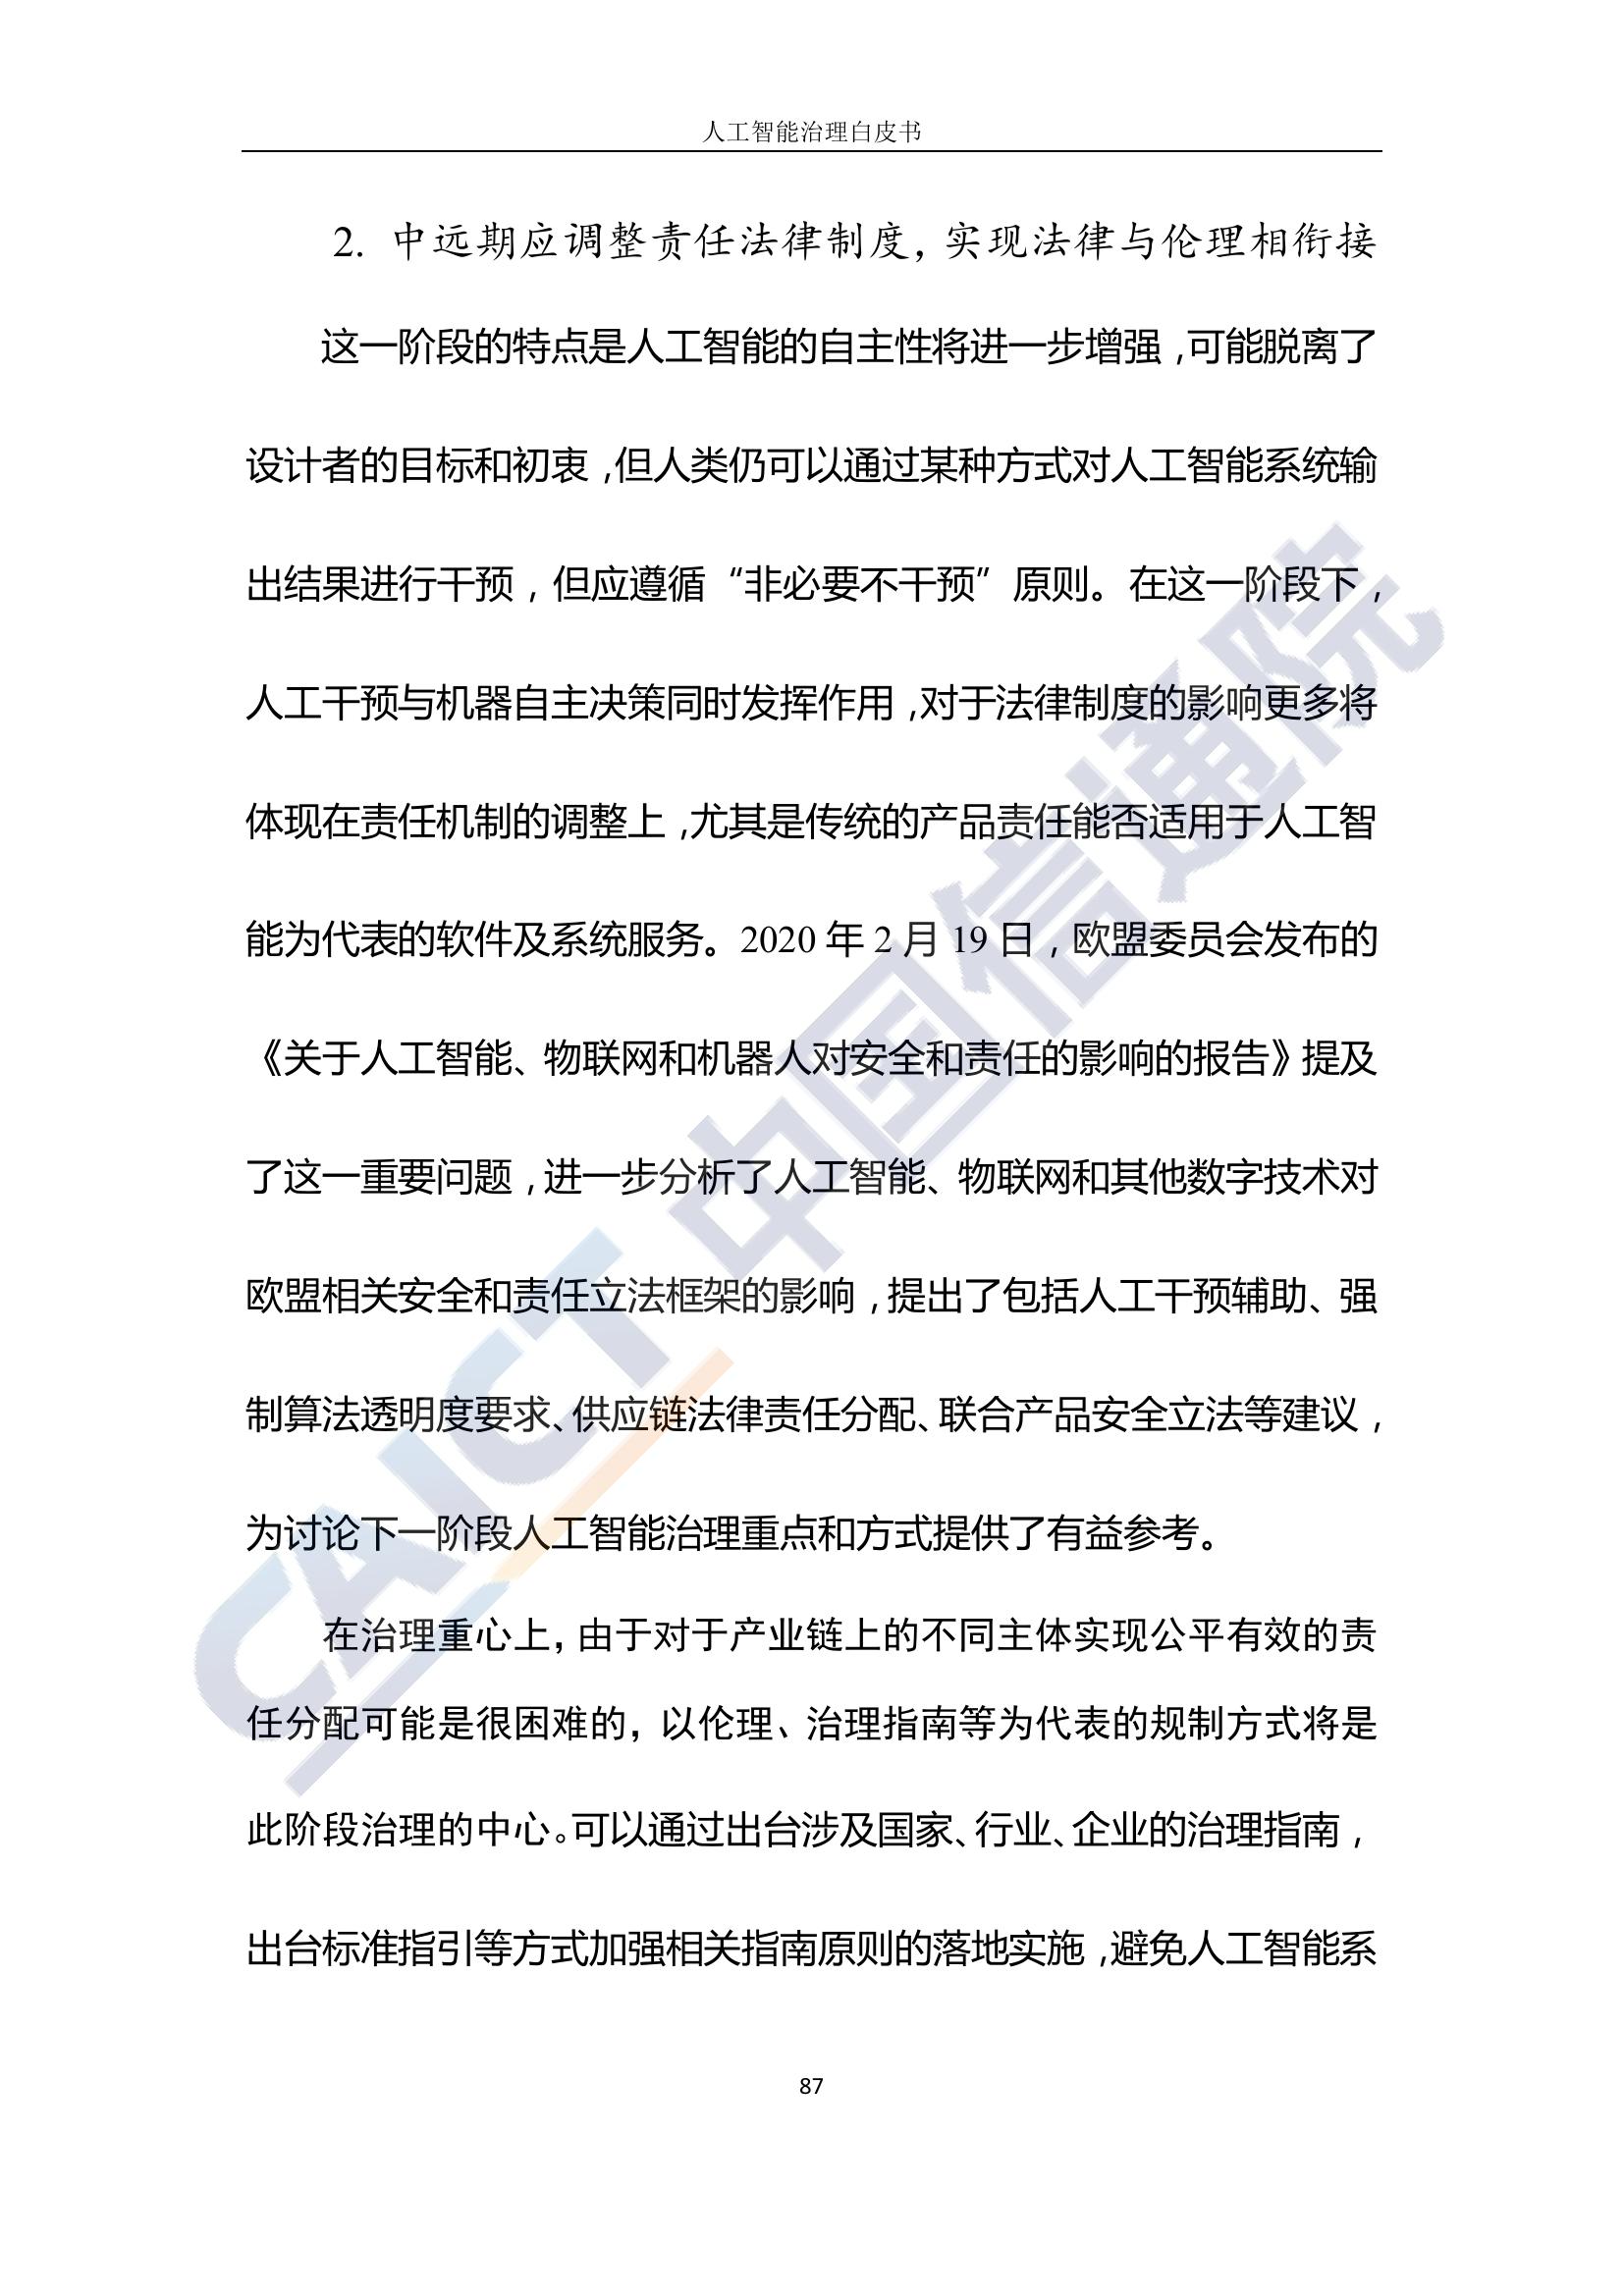 人工智能治理白皮书
2. 中远期应调整责任法律制度，实现法律与伦理相衔接
这一阶段的特点是人工智能的自主性将进一步增强，可能脱离了
设计者的目标和初衷，但人类仍可以通过某种方式对人工智能系统输
出结果进行干预，但应遵循“非必要不干预”原则。在这一阶段下，
人工干预与机器自主决策同时发挥作用，对于法律制度的影响更多将
体现在责任机制的调整上，尤其是传统的产品责任能否适用于人工智
能为代表的软件及系统服务。2020 年 2 月 19 日，欧盟委员会发布的
《关于人工智能、物联网和机器人对安全和责任的影响的报告》提及
了这一重要问题，进一步分析了人工智能、物联网和其他数字技术对
欧盟相关安全和责任立法框架的影响，提出了包括人工干预辅助、强
制算法透明度要求、供应链法律责任分配、联合产品安全立法等建议，
为讨论下一阶段人工智能治理重点和方式提供了有益参考。
在治理重心上，由于对于产业链上的不同主体实现公平有效的责
任分配可能是很困难的，以伦理、治理指南等为代表的规制方式将是
此阶段治理的中心。可以通过出台涉及国家、行业、企业的治理指南，
出台标准指引等方式加强相关指南原则的落地实施，避免人工智能系
87
CAICT 中国信通院